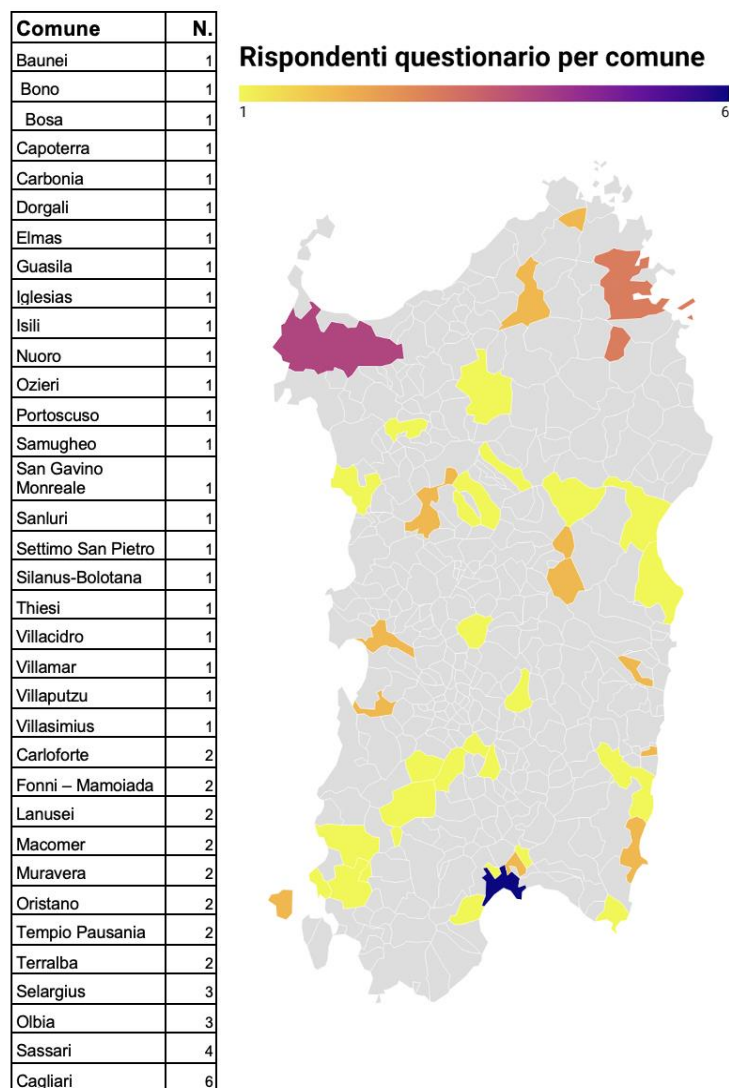 Comune N.
Baunei 1
Bono 1
Bosa 1
Capoterra 1
Carbonia 1
Dorgali 1
Elmas 1
Guasila 1
Iglesias 1
Isili 1
Nuoro 1
Ozieri 1
Portoscuso 1
Samugheo 1
San Gavino
Monreale 1
Sanluri 1
Settimo San Pietro 1
Silanus-Bolotana 1
Thiesi 1
Villacidro 1
Villamar 1
Villaputzu 1
Villasimius 1
Carloforte 2
Fonni – Mamoiada 2
Lanusei 2
Macomer 2
Muravera 2
Oristano 2
Tempio Pausania 2
Terralba 2
Selargius 3
Olbia 3
Sassari 4
Cagliari 6
Rispondenti questionario per comune
1 6